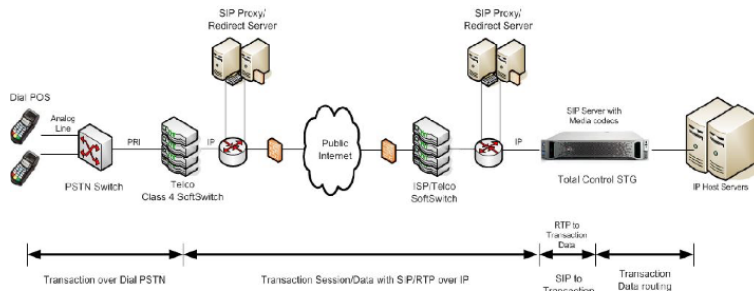 SIP Proxy/
Redirect Server
SIP Proxy/
Redirect Server
Dial POS
Analog
Line
PRI
IP
Public
Internet
IP
SIP Server with
Media codecs
PSTN Switch
Telco
Class 4 SoftSwitch
ISP/Telco
SoftSwitch
Total Control STG
IP Host Servers
RTP to
Transaction
Data
Transaction over Dial PSTN
Transaction Session/Data with SIP/RTP over IP
SIP to
Transaction
Transaction
Data routing